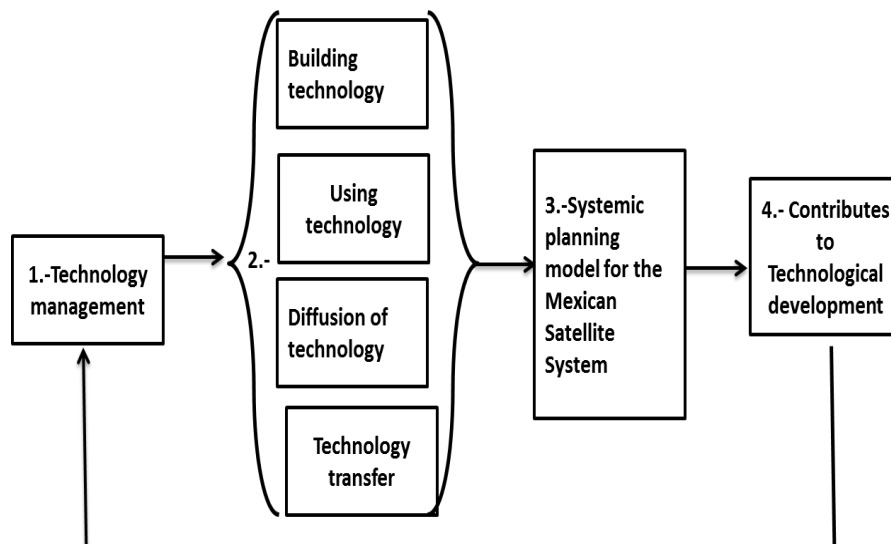 1.-Technology
management
2.-
Building
technology
Using
technology
Diffusion of
technology
Technology
transfer
3.-Systemic
planning
model for the
Mexican
Satellite
System
4.- Contributes
to
Technological
development